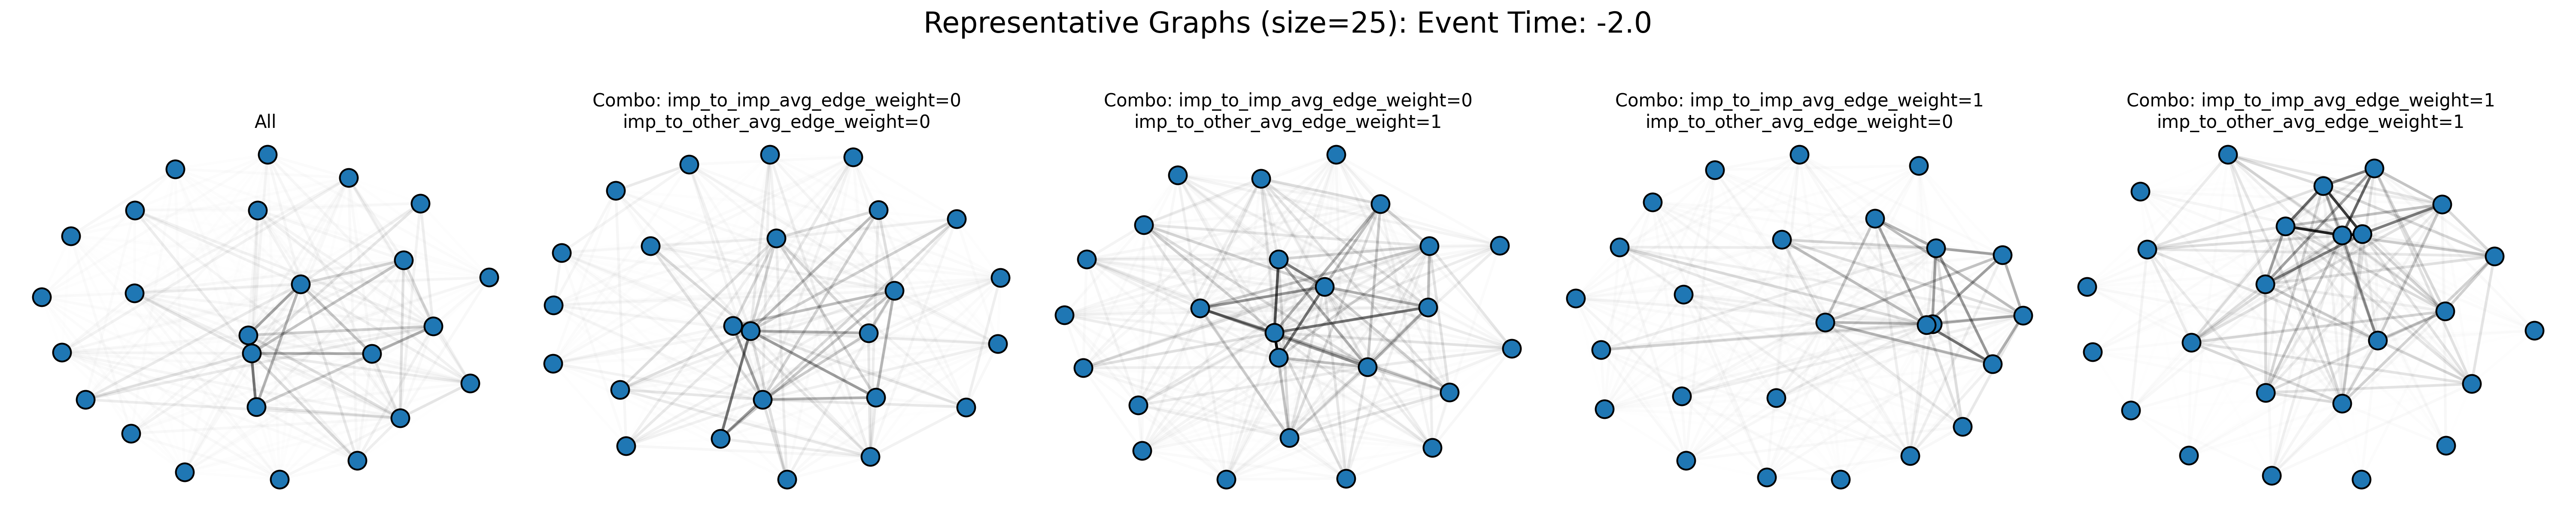 Representative Graphs (size=25): Event Time: -2.0
All
Combo: imp_to_imp_avg_edge_weight=0
imp_to_other_avg_edge_weight=0
Combo: imp_to_imp_avg_edge_weight=0
imp_to_other_avg_edge_weight=1
Combo: imp_to_imp_avg_edge_weight=1
imp_to_other_avg_edge_weight=0
Combo: imp_to_imp_avg_edge_weight=1
imp_to_other_avg_edge_weight=1